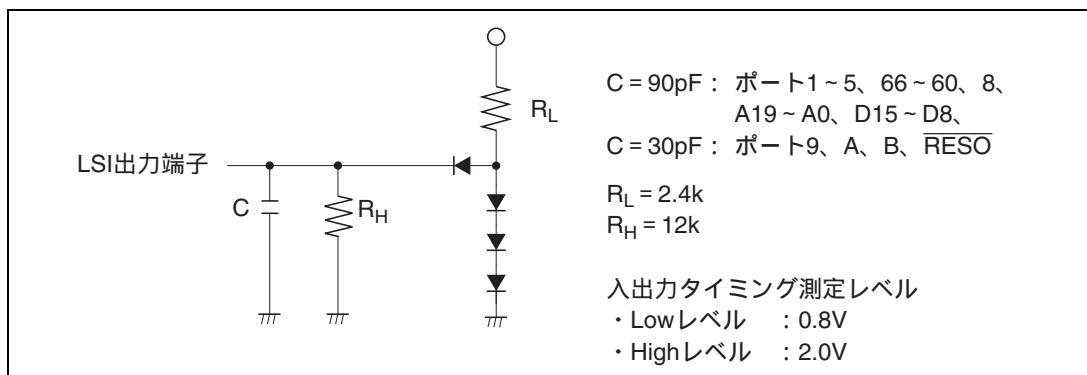 R_L
LSI出力端子
C
R_H
C = 90pF : ポート1 ~ 5、66 ~ 60、8、
A19 ~ A0、D15 ~ D8、
C = 30pF : ポート9、A、B、R̅E̅S̅O̅
R_L = 2.4k
R_H = 12k
入出力タイミング測定レベル
・Lowレベル : 0.8V
・Highレベル : 2.0V